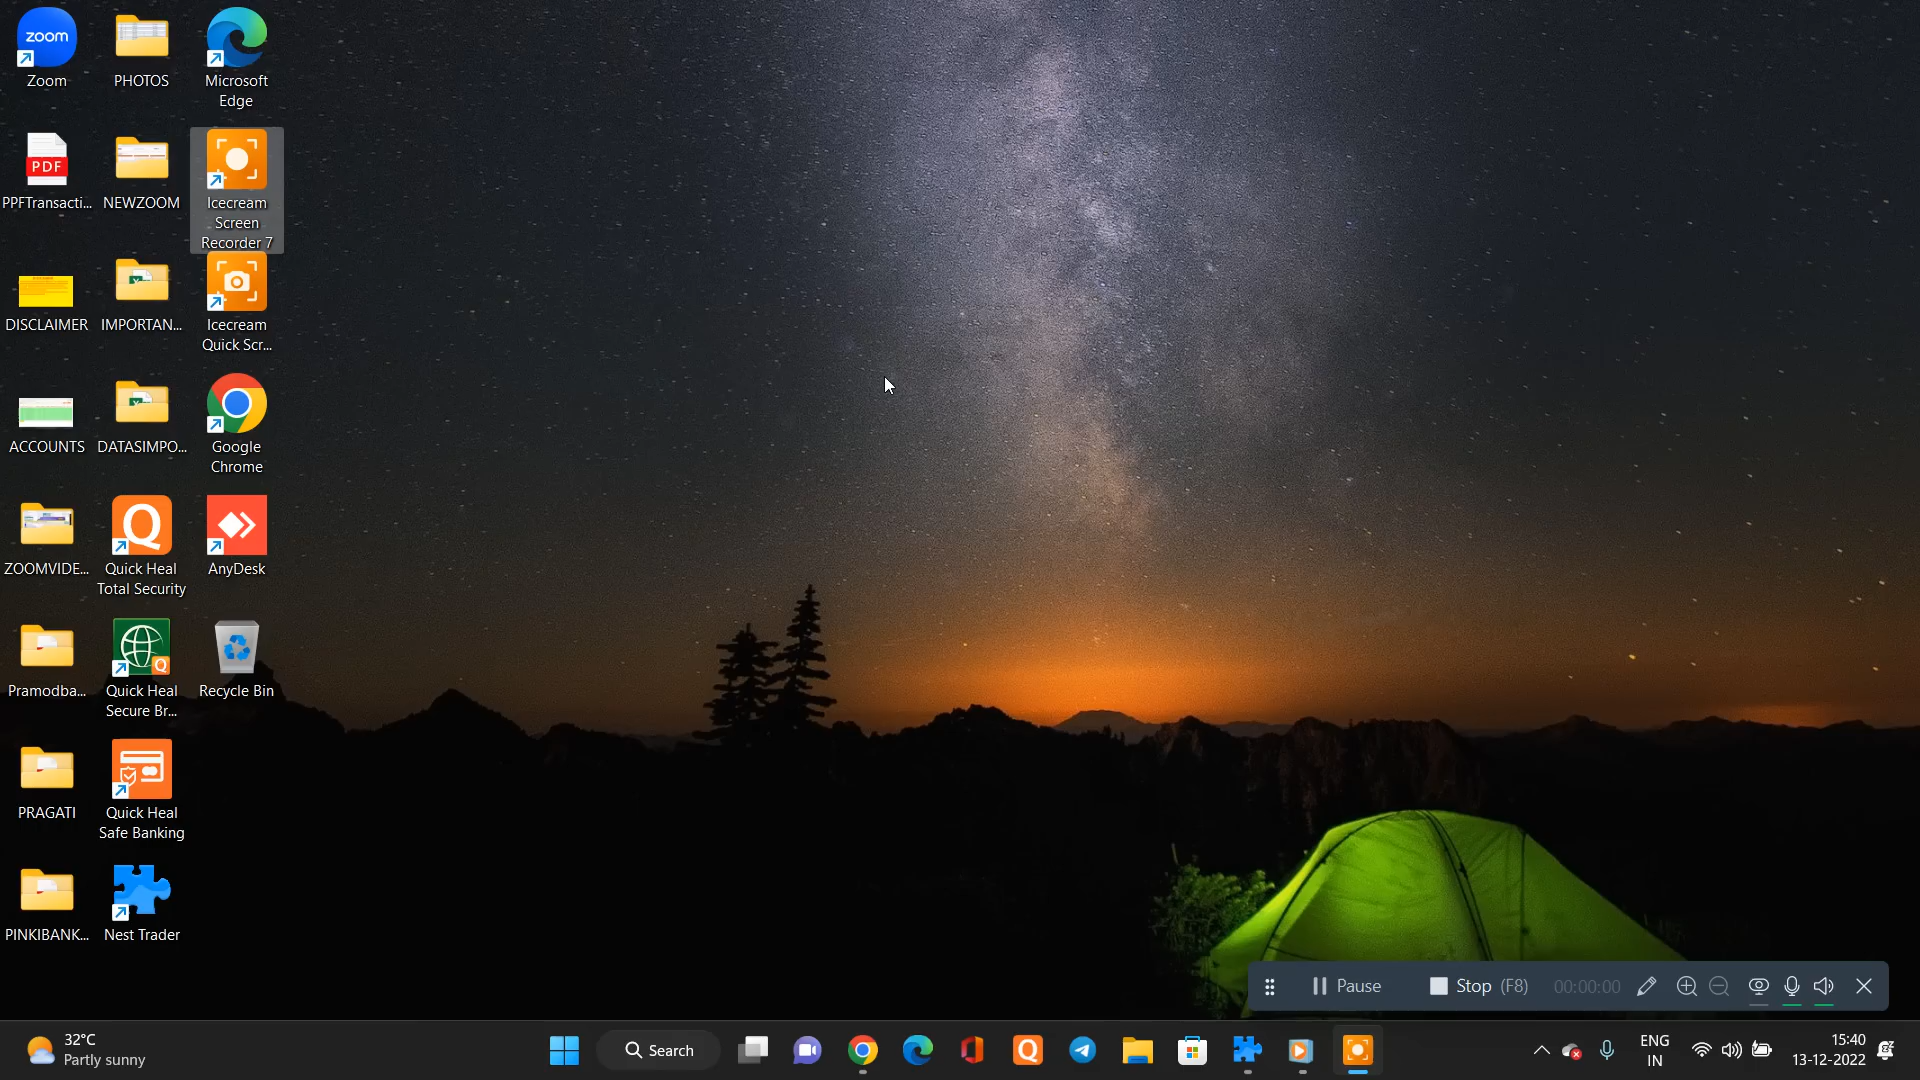 zoom
Zoom
PHOTOS
Microsoft
Edge
PDF
PPFTransacti...
NEWZOOM
Icecream
Screen
Recorder 7
DISCLAIMER
IMPORTAN...
Icecream
Quick Scr...
ACCOUNTS
DATASIMPO...
Google
Chrome
ZOOMVIDE...
Quick Heal
Total Security
AnyDesk
Pramodba...
Quick Heal
Secure Br...
Recycle Bin
PRAGATI
Quick Heal
Safe Banking
PINKIBANK...
Nest Trader
Pause
Stop (F8)
00:00:00
32°C
Partly sunny
Search
ENG
IN
15:40
13-12-2022